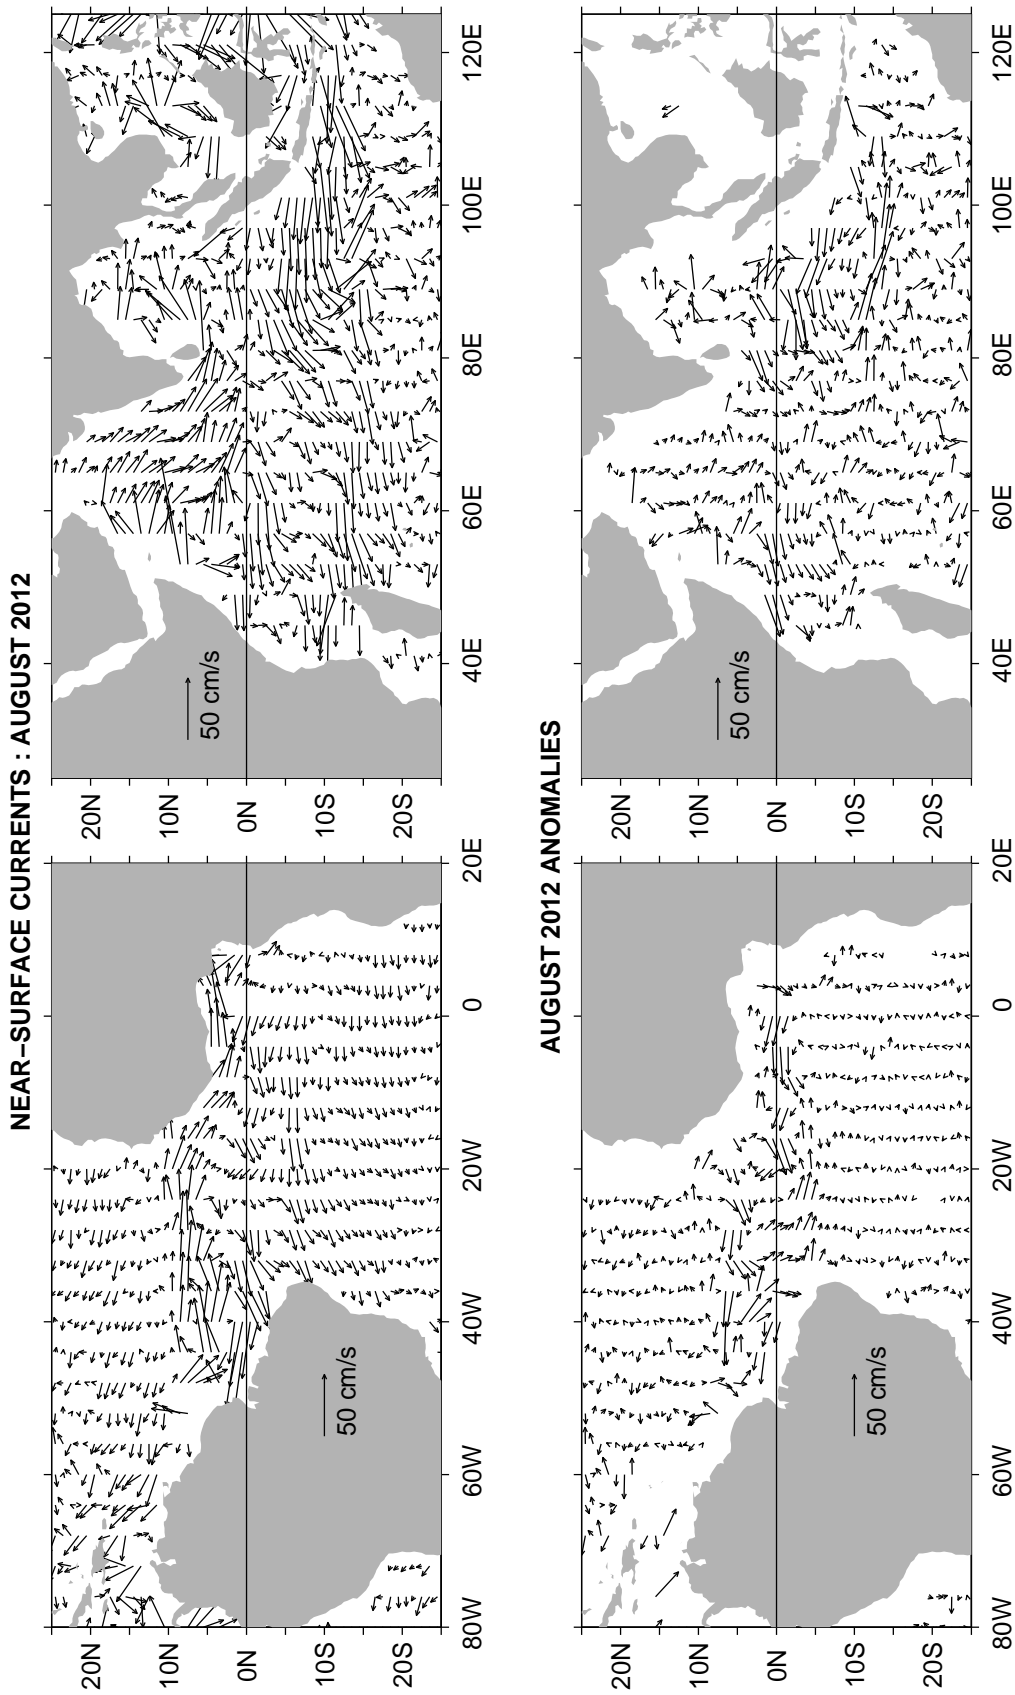 NEAR–SURFACE CURRENTS : AUGUST 2012
20N
10N
0N
10S
20S
80W
60W
40W
20W
0
20E
50 cm/s
20N
10N
0N
10S
20S
40E
60E
80E
100E
120E
50 cm/s
AUGUST 2012 ANOMALIES
20N
10N
0N
10S
20S
80W
60W
40W
20W
0
20E
50 cm/s
20N
10N
0N
10S
20S
40E
60E
80E
100E
120E
50 cm/s